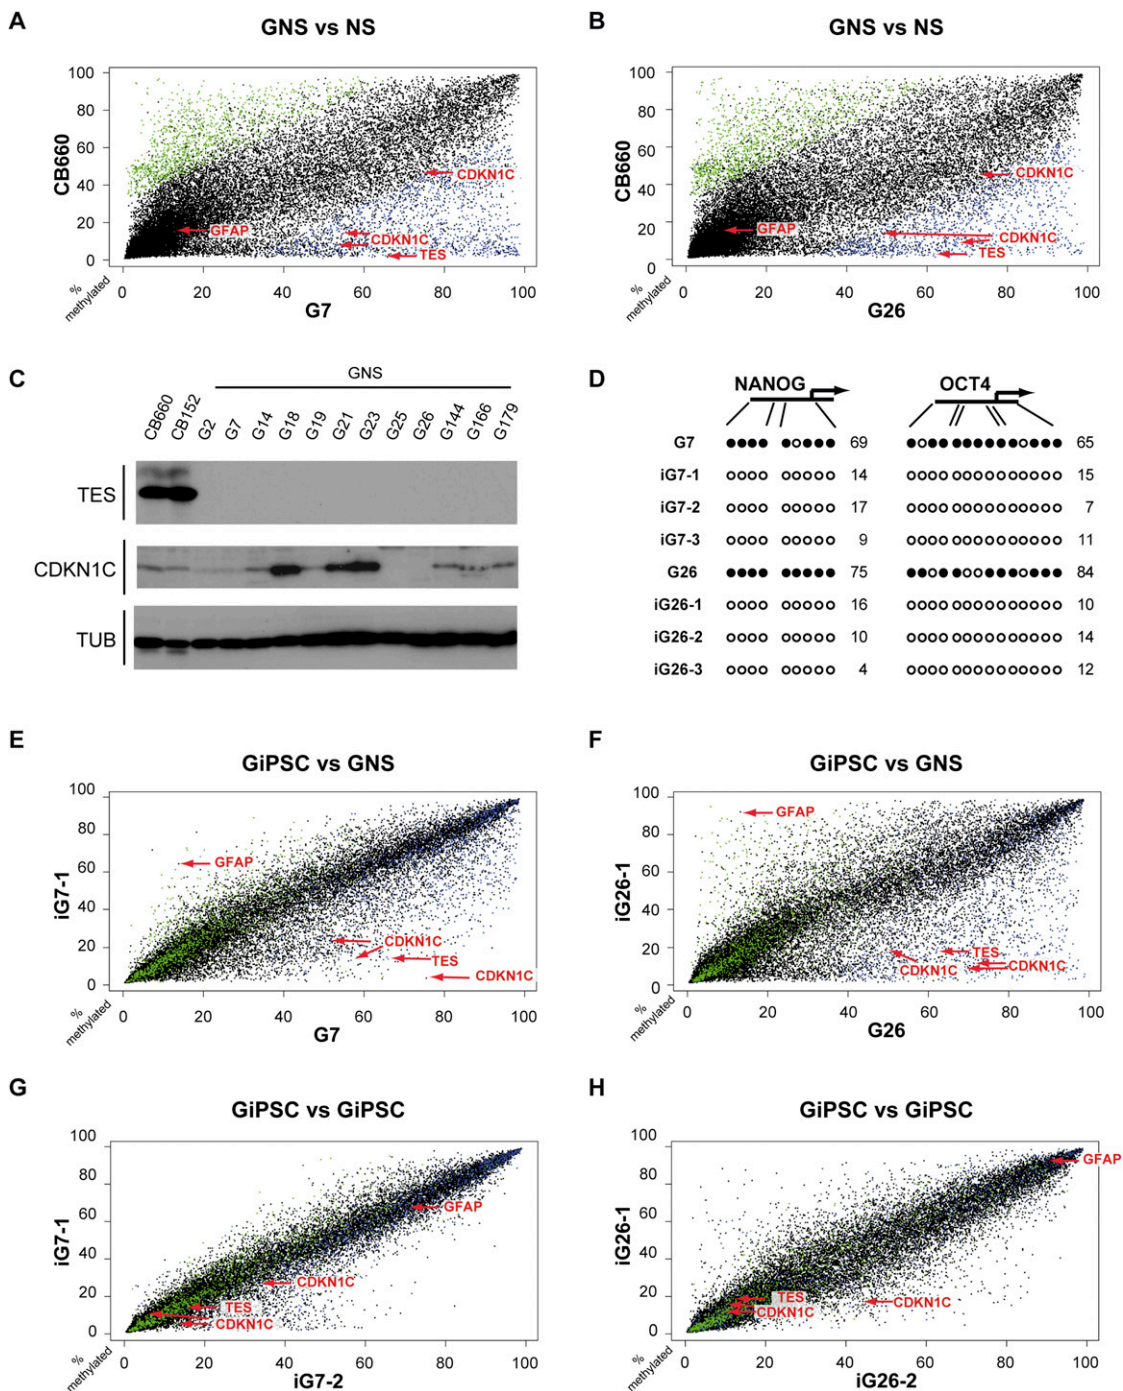 A
GNS vs NS
100
80
60
40
20
0
CB660
CDKN1C
GFAP
CDKN1C
TES
% methylated
0 20 40 60 80 100
G7
B
GNS vs NS
100
80
60
40
20
0
CB660
CDKN1C
GFAP
CDKN1C
TES
% methylated
0 20 40 60 80 100
G26
C
GNS
CB660 CB152 G2 G7 G14 G18 G19 G21 G23 G25 G26 G144 G166 G179
TES
CDKN1C
TUB
D
NANOG OCT4
G7 69 65
iG7-1 14 15
iG7-2 17 7
iG7-3 9 11
G26 75 84
iG26-1 16 10
iG26-2 10 14
iG26-3 4 12
E
GiPSC vs GNS
100
80
60
40
20
0
iG7-1
GFAP
CDKN1C
TES
CDKN1C
% methylated
0 20 40 60 80 100
G7
F
GiPSC vs GNS
100
80
60
40
20
0
iG26-1
GFAP
TES
CDKN1C
CDKN1C
% methylated
0 20 40 60 80 100
G26
G
GiPSC vs GiPSC
100
80
60
40
20
0
iG7-1
GFAP
CDKN1C
TES
CDKN1C
% methylated
0 20 40 60 80 100
iG7-2
H
GiPSC vs GiPSC
100
80
60
40
20
0
iG26-1
GFAP
TES
CDKN1C
CDKN1C
% methylated
0 20 40 60 80 100
iG26-2